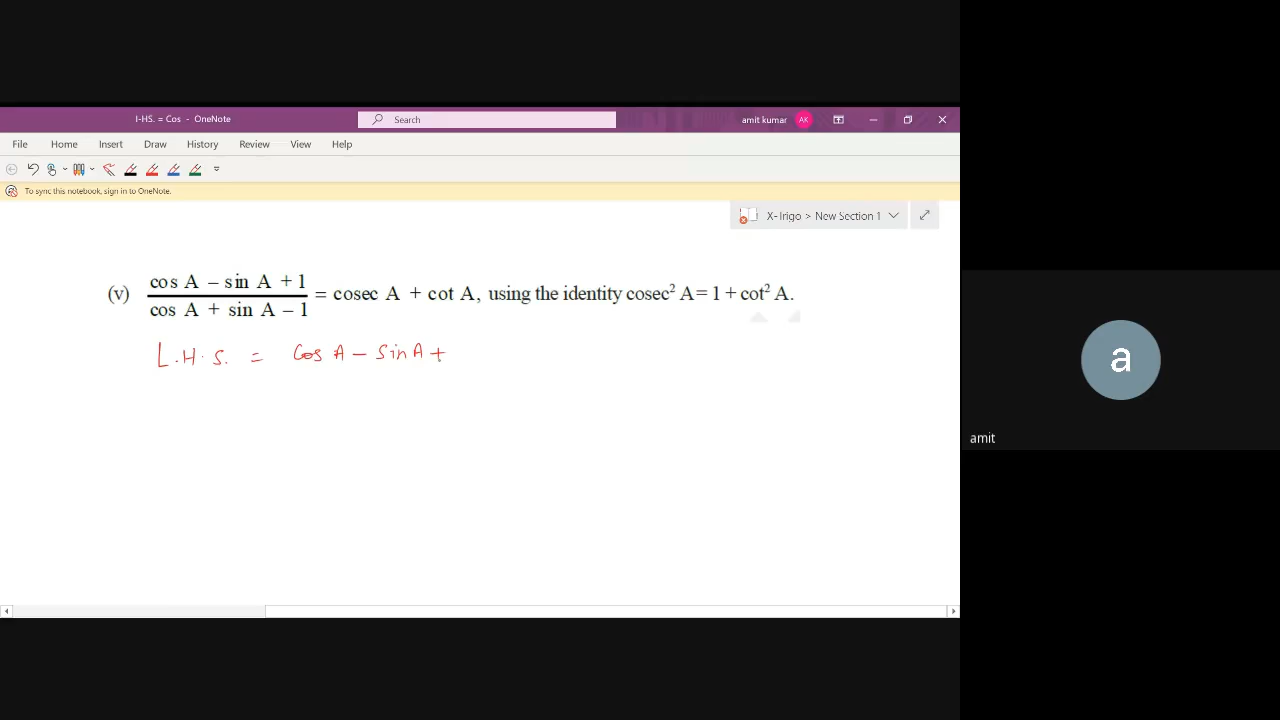 I-HS. = Cos - OneNote
Search
amit kumar
AK
File Home Insert Draw History Review View Help
To sync this notebook, sign in to OneNote.
X-Irigo > New Section 1
(v) cos A – sin A + 1
cos A + sin A – 1
= cosec A + cot A, using the identity cosec² A= 1 + cot² A.
L.H.S. = Cos A – SinA +
a
amit